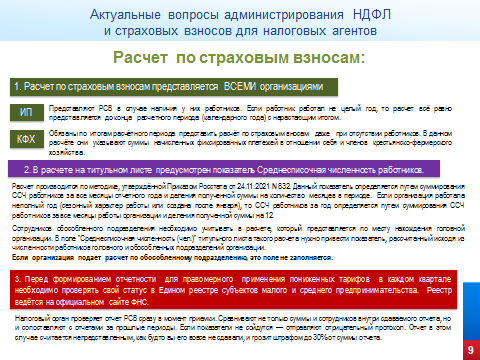 Актуальные вопросы администрирования НДФЛ
и страховых взносов для налоговых агентов
Расчет по страховым взносам:
1. Расчет по страховым взносам представляется ВСЕМИ организациями
ИП
Представляют РСВ в случае наличия у них работников. Если работник работал не целый год, то расчет всё равно
представляется до конца расчетного периода (календарного года) с нарастающим итогом.
КФХ
Обязаны по итогам расчётного периода представить расчёт по страховым взносам даже при отсутствии работников. В данном
расчёте они указывают суммы начисленных фиксированных платежей в отношении себя и членов крестьянско-фермерского
хозяйства.
2. В расчете на титульном листе предусмотрен показатель Среднесписочная численность работников.
Расчет производится по методике, утверждённой Приказом Росстата от 24.11.2021 N 832. Данный показатель определяется путем суммирования
ССЧ работников за все месяцы отчетного года и деления полученной суммы на количество месяцев в периоде. Если организация работала
неполный год (сезонный характер работы или создана после января), то ССЧ работников за год определяется путем суммирования ССЧ
работников за все месяцы работы организации и деления полученной суммы на 12.
Сотрудников обособленного подразделения необходимо учитывать в расчете, который представляется по месту нахождения головной
организации. В поле "Среднесписочная численность (чел.)" титульного листа такого расчета нужно привести показатель, рассчитанный исходя из
численности работников головного и обособленных подразделений организации.
Если организация подает расчет по обособленному подразделению, это поле не заполняется.
3. Перед формированием отчетности для правомерного применения пониженных тарифов в каждом квартале
необходимо проверять свой статус в Едином реестре субъектов малого и среднего предпринимательства. Реестр
ведётся на официальном сайте ФНС.
Налоговый орган проверяет отчет РСВ сразу в момент приемки. Сравнивают не только суммы и сотрудников внутри сдаваемого отчета, но
и сопоставляют с отчетами за прошлые периоды. Если показатели не сойдутся — отправляют отрицательный протокол. Отчет в этом
случае считается непредставленным, как будто вы его вовсе не сдавали, и грозит штрафом до 30% от суммы отчета.
9